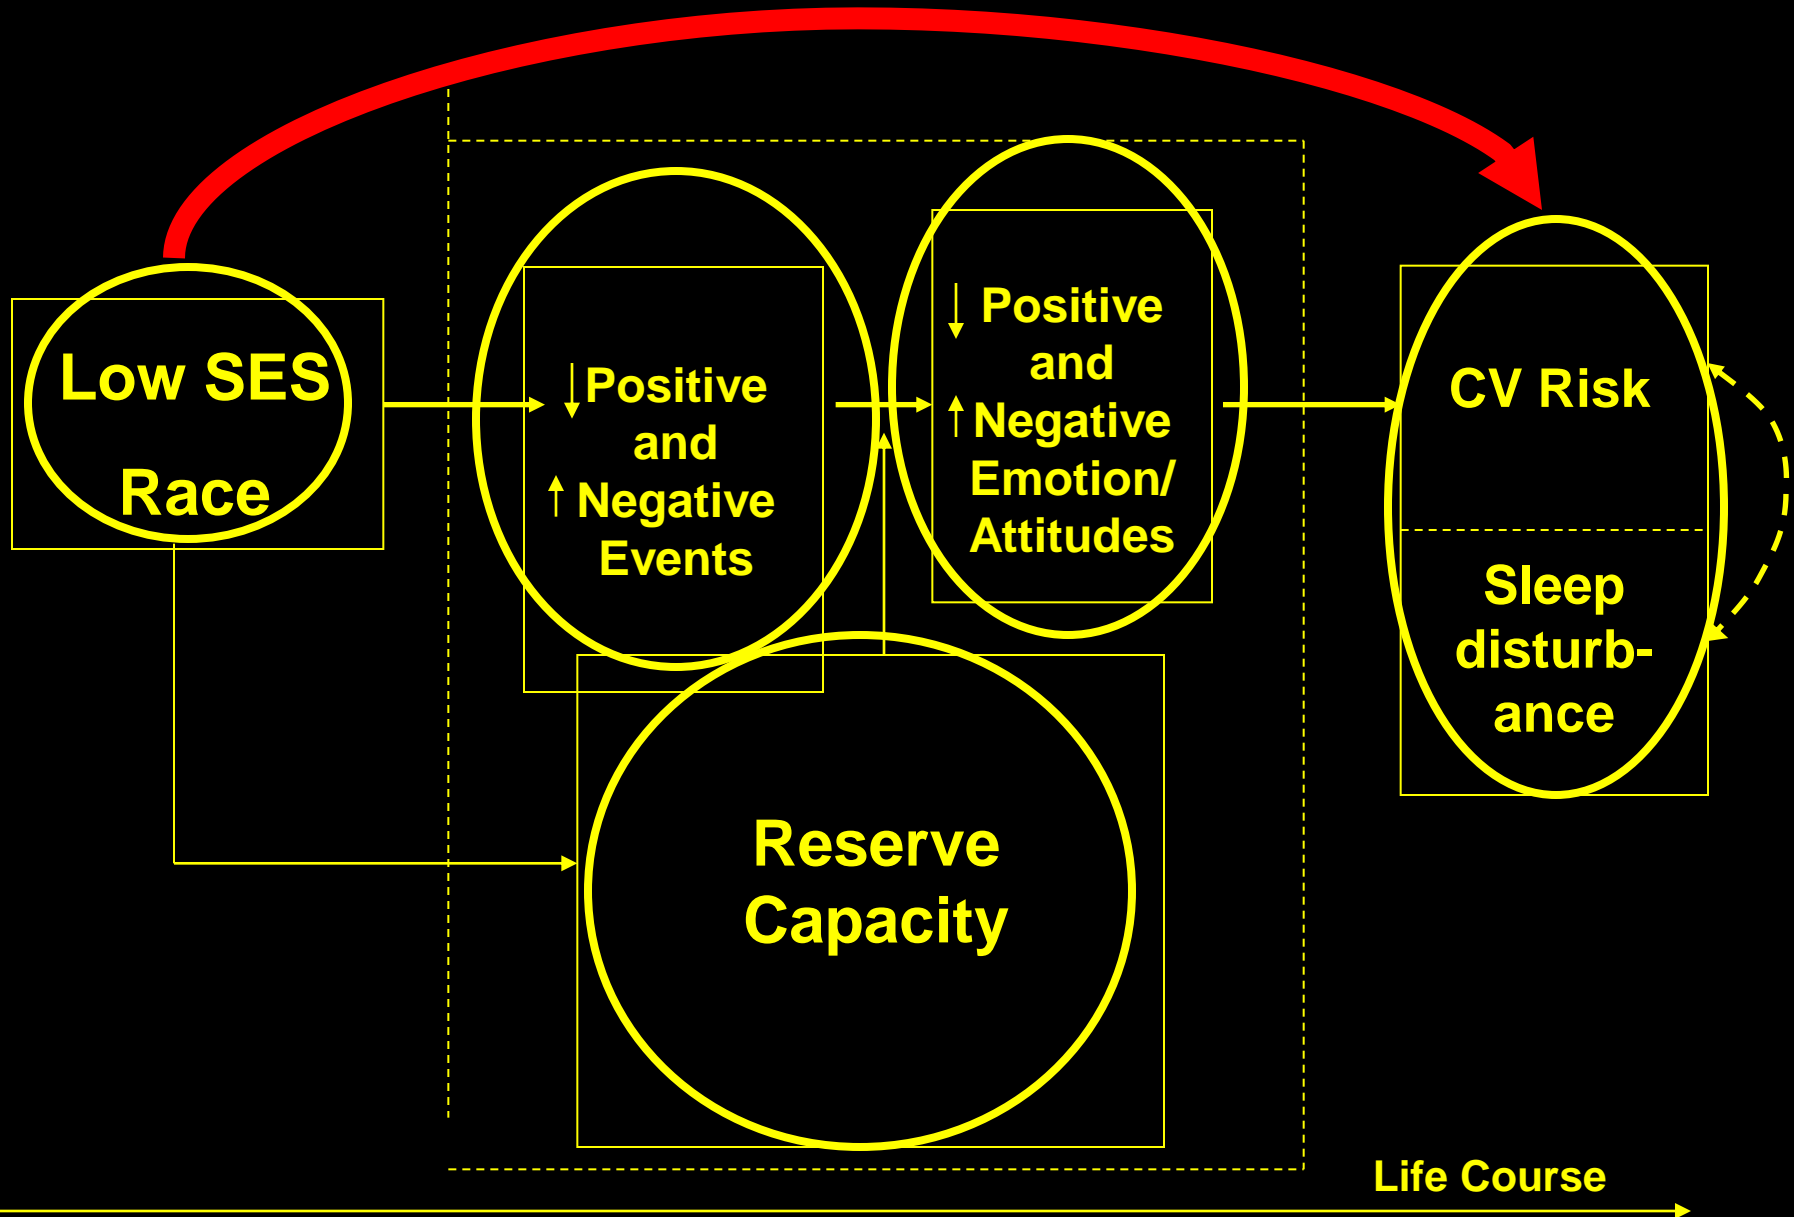 Low SES
Race
Positive
and
Negative
Events
Positive
and
Negative
Emotion/
Attitudes
CV Risk
Sleep
disturb-
ance
Reserve
Capacity
Life Course